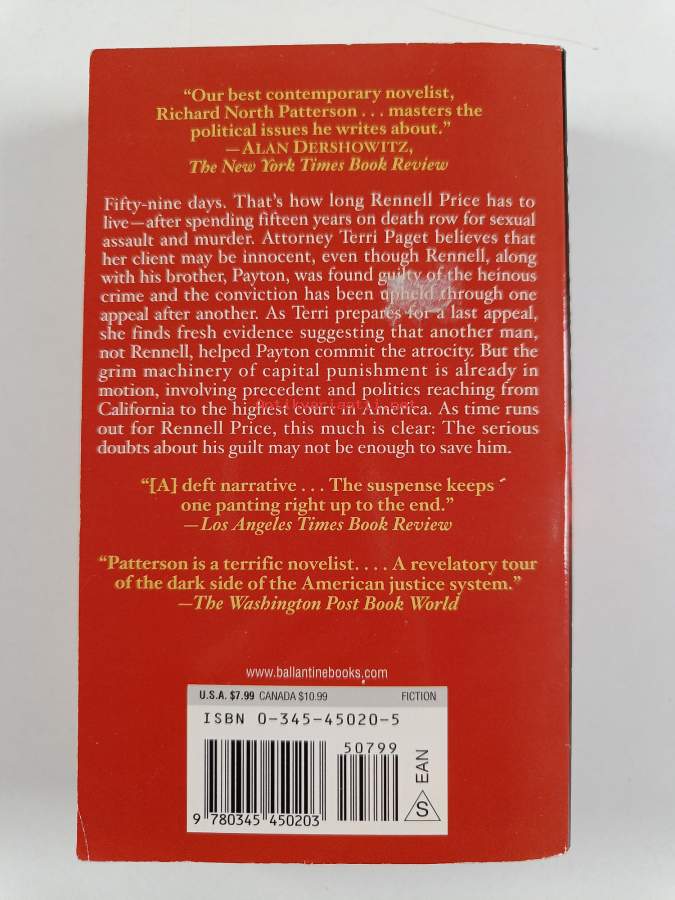 “Our best contemporary novelist,
Richard North Patterson . . . masters the
political issues he writes about.”
—ALAN DERSHOWITZ,
The New York Times Book Review
Fifty-nine days. That’s how long Rennell Price has to
live—after spending fifteen years on death row for sexual
assault and murder. Attorney Terri Paget believes that
her client may be innocent, even though Rennell, along
with his brother, Payton, was found guilty of the heinous
crime and the conviction has been upheld through one
appeal after another. As Terri prepares for a last appeal,
she finds fresh evidence suggesting that another man,
not Rennell, helped Payton commit the atrocity. But the
grim machinery of capital punishment is already in
motion, involving precedent and politics reaching from
California to the highest court in America. As time runs
out for Rennell Price, this much is clear: The serious
doubts about his guilt may not be enough to save him.
“[A] deft narrative . . . The suspense keeps
one panting right up to the end.”
—Los Angeles Times Book Review
“Patterson is a terrific novelist. . . . A revelatory tour
of the dark side of the American justice system.”
—The Washington Post Book World
www.ballantinebooks.com
U.S.A. $7.99 CANADA $10.99 FICTION
ISBN 0-345-45020-5
50799
9 780345 450203
S EAN